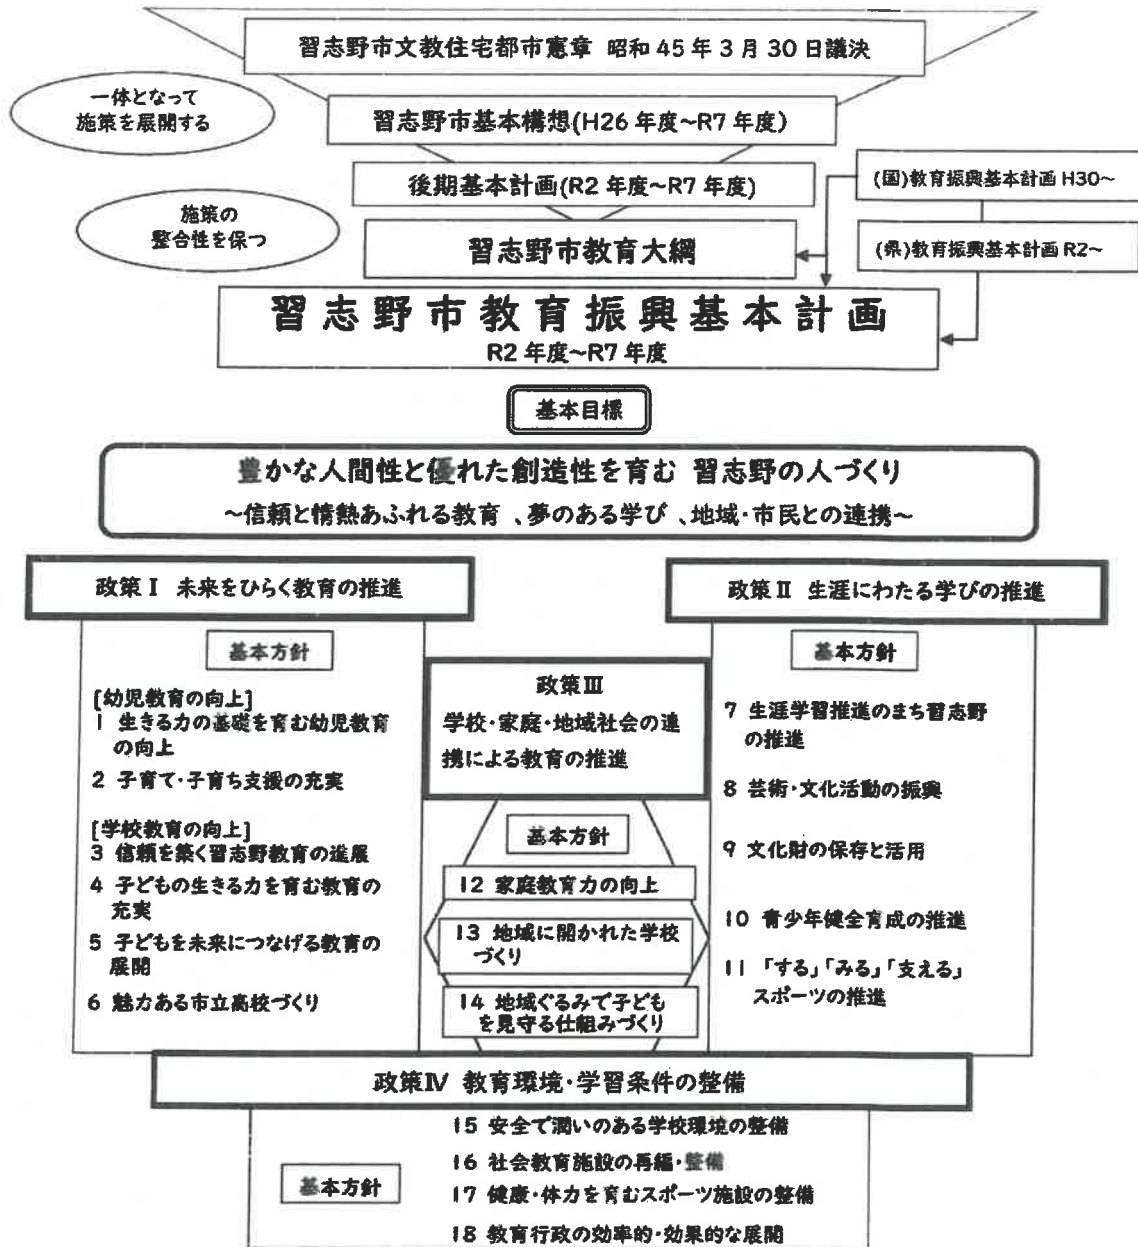 習志野市文教住宅都市憲章 昭和45年3月30日議決
一体となって
施策を展開する
習志野市基本構想(H26年度~R7年度)
後期基本計画(R2年度~R7年度)
(国)教育振興基本計画H30~
施策の
整合性を保つ
習志野市教育大綱
(県)教育振興基本計画R2~
習志野市教育振興基本計画
R2年度~R7年度
基本目標
豊かな人間性と優れた創造性を育む 習志野の人づくり
~信頼と情熱あふれる教育、夢のある学び、地域・市民との連携~
政策Ⅰ 未来をひらく教育の推進
基本方針
[幼児教育の向上]
1 生きる力の基礎を育む幼児教育
の向上
2 子育て・子育ち支援の充実
[学校教育の向上]
3 信頼を築く習志野教育の進展
4 子どもの生きる力を育む教育の
充実
5 子どもを未来につなげる教育の
展開
6 魅力ある市立高校づくり
政策Ⅲ
学校・家庭・地域社会の連
携による教育の推進
基本方針
12 家庭教育力の向上
13 地域に開かれた学校
づくり
14 地域ぐるみで子ども
を見守る仕組みづくり
政策Ⅱ 生涯にわたる学びの推進
基本方針
7 生涯学習推進のまち習志野
の推進
8 芸術・文化活動の振興
9 文化財の保存と活用
10 青少年健全育成の推進
11 「する」「みる」「支える」
スポーツの推進
政策Ⅳ 教育環境・学習条件の整備
基本方針
15 安全で潤いのある学校環境の整備
16 社会教育施設の再編・整備
17 健康・体力を育むスポーツ施設の整備
18 教育行政の効率的・効果的な展開